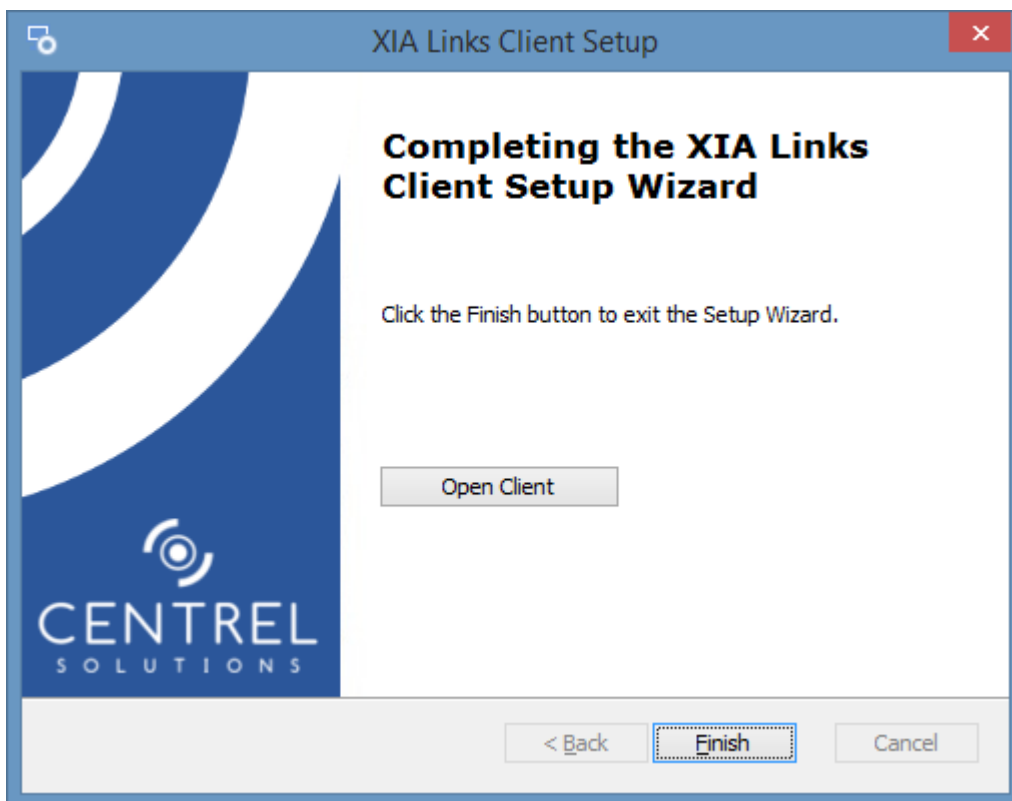 XIA Links Client Setup
Completing the XIA Links
Client Setup Wizard
Click the Finish button to exit the Setup Wizard.
Open Client
CENTREL
SOLUTIONS
< Back
Finish
Cancel